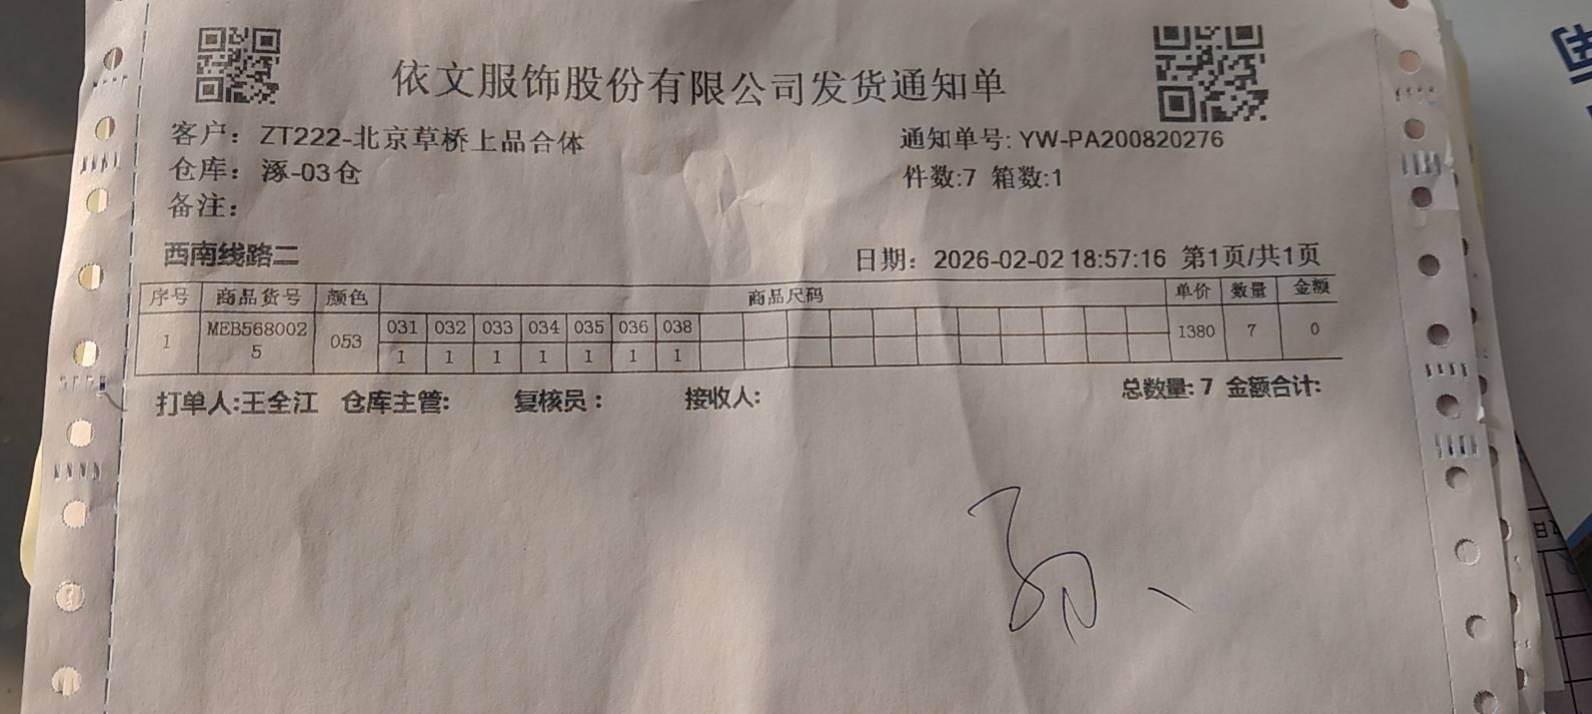 依文服饰股份有限公司发货通知单
客户：ZT222-北京草桥上品合体 通知单号: YW-PA200820276
仓库：涿-03仓 件数:7 箱数:1
备注：
西南线路二 日期：2026-02-02 18:57:16 第1页/共1页
序号 商品货号 颜色 商品尺码 单价 数量 金额
1 MEB5680025 053 031 032 033 034 035 036 038 1380 7 0
1 1 1 1 1 1 1
打单人:王全江 仓库主管: 复核员： 接收人: 总数量: 7 金额合计: